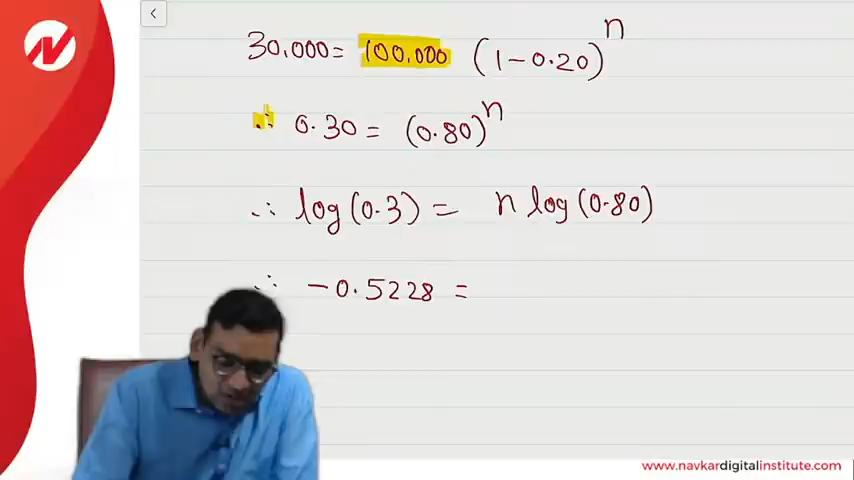 30,000= 100,000 (1-0.20)^n
∴ 0.30 = (0.80)^n
∴ log(0.3) = n log(0.80)
∴ -0.5228 =
www.navkardigitalinstitute.com